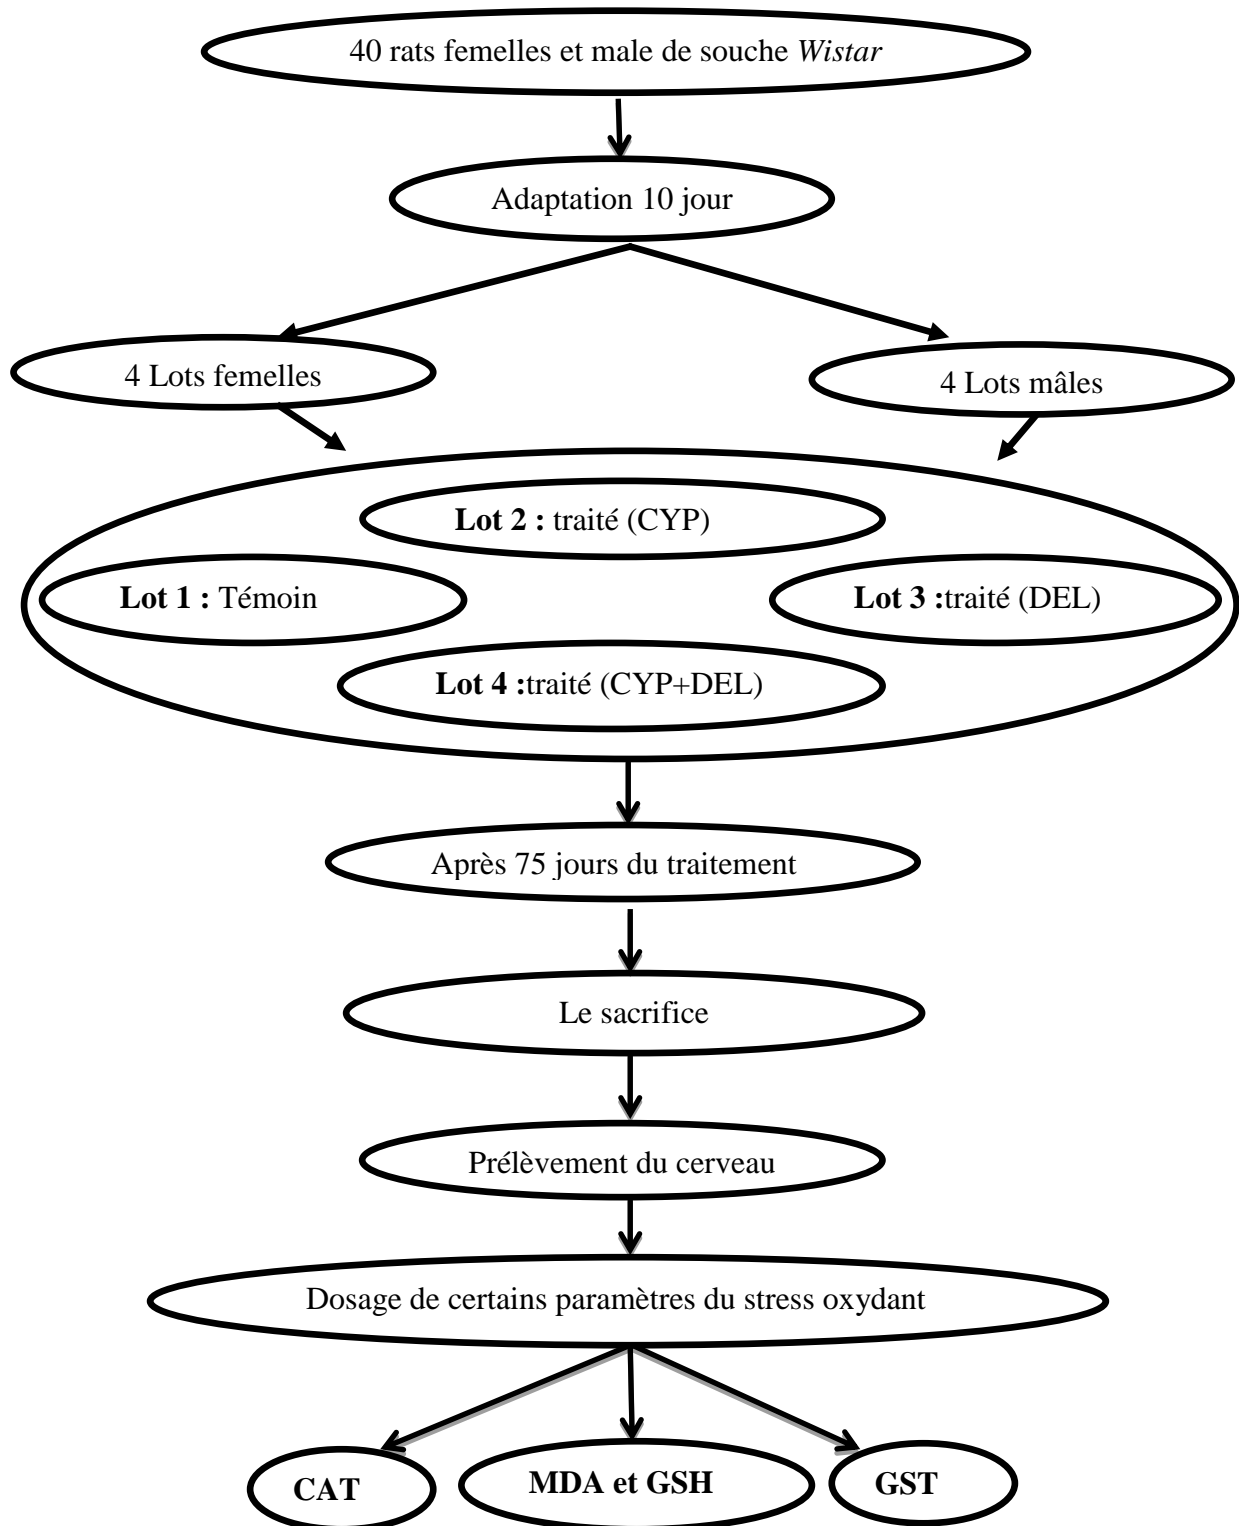 40 rats femelles et male de souche Wistar
Adaptation 10 jour
4 Lots femelles
4 Lots mâles
Lot 2 : traité (CYP)
Lot 1 : Témoin
Lot 3 :traité (DEL)
Lot 4 :traité (CYP+DEL)
Après 75 jours du traitement
Le sacrifice
Prélèvement du cerveau
Dosage de certains paramètres du stress oxydant
CAT
MDA et GSH
GST